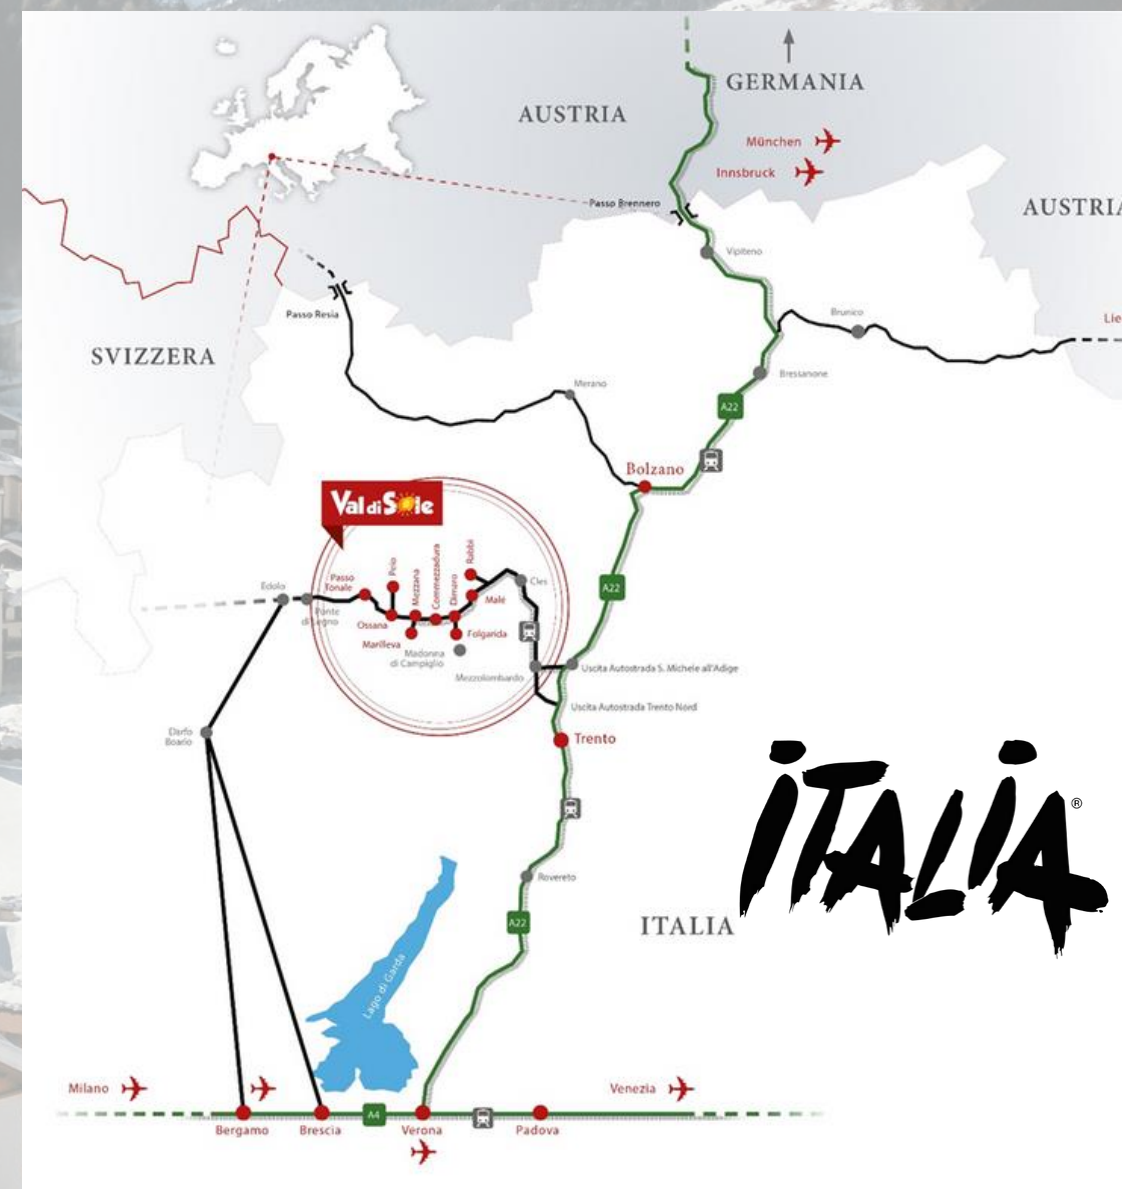 GERMANIA
AUSTRIA
München
Innsbruck
Passo Brennero
AUSTRIA
Vipiteno
Passo Resia
Brunico
Lie
SVIZZERA
Merano
Bressanone
A22
Bolzano
Val di Sole
A22
Rabbi
Peio
Mezzana
Commezzadura
Dimaro
Cles
Passo
Tonale
Edolo
Ponte
di Legno
Malé
Ossana
Folgarida
Marilleva
Madonna
di Campiglio
Mezzolombardo
Uscita Autostrada S. Michele all'Adige
Uscita Autostrada Trento Nord
Darfo
Boario
Trento
ITALIA®
Rovereto
A22
ITALIA
Lago di Garda
Milano
Venezia
A4
Bergamo
Brescia
Verona
Padova